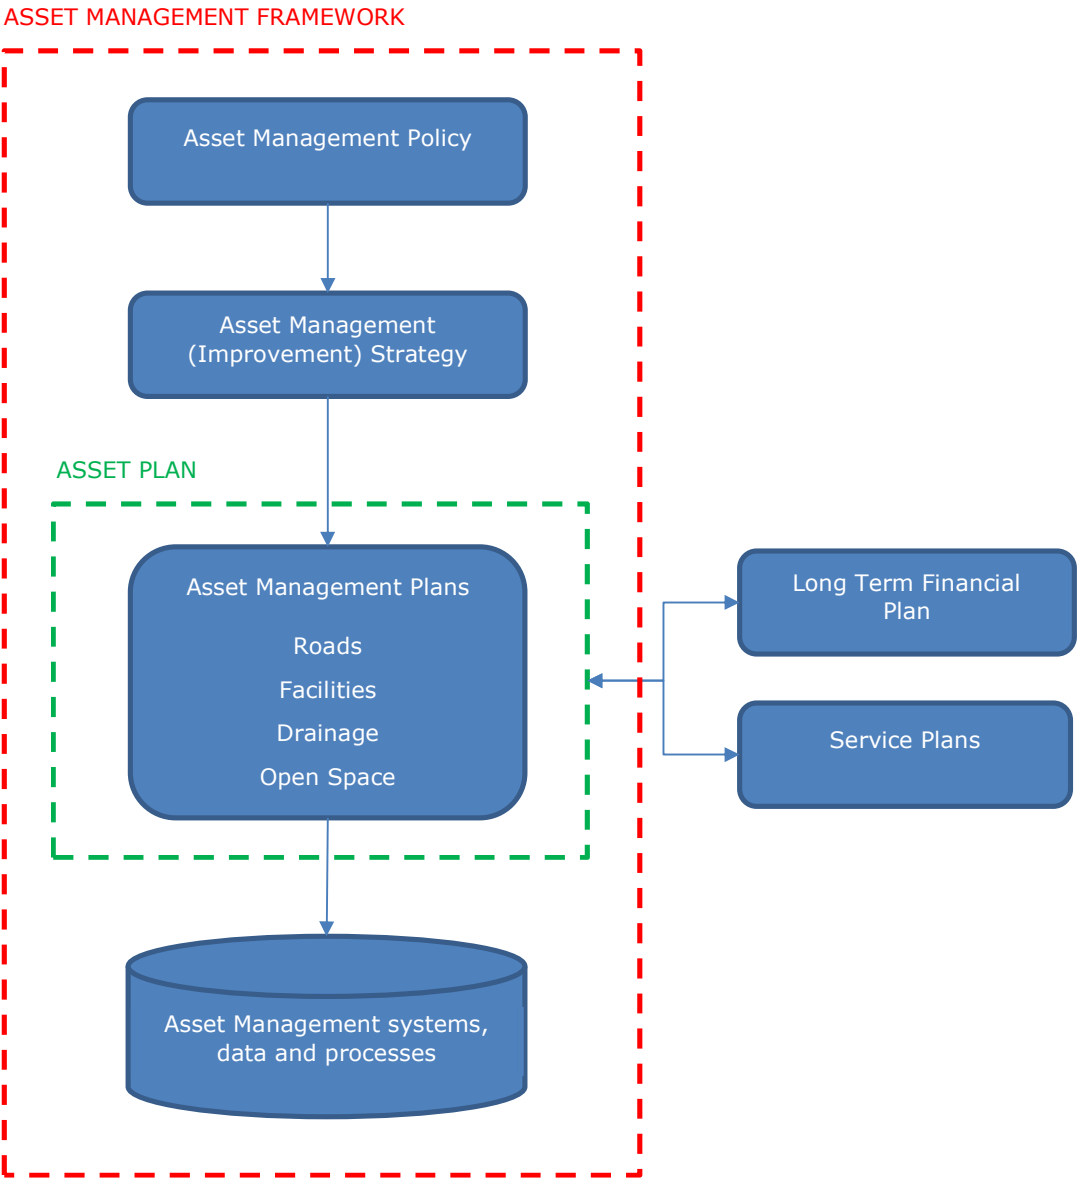 ASSET MANAGEMENT FRAMEWORK
Asset Management Policy
Asset Management
(Improvement) Strategy
ASSET PLAN
Asset Management Plans
Roads
Facilities
Drainage
Open Space
Long Term Financial
Plan
Service Plans
Asset Management systems,
data and processes